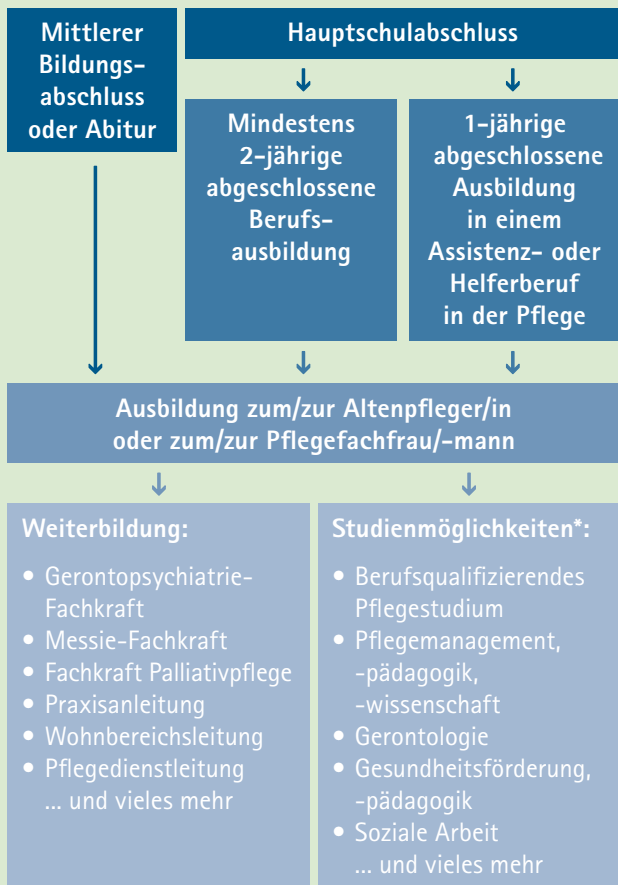 Mittlerer
Bildungs-
abschluss
oder Abitur
Hauptschulabschluss
Mindestens
2-jährige
abgeschlossene
Berufs-
ausbildung
1-jährige
abgeschlossene
Ausbildung
in einem
Assistenz- oder
Helferberuf
in der Pflege
Ausbildung zum/zur Altenpfleger/in
oder zum/zur Pflegefachfrau/-mann
Weiterbildung:
• Gerontopsychiatrie-
Fachkraft
• Messie-Fachkraft
• Fachkraft Palliativpflege
• Praxisanleitung
• Wohnbereichsleitung
• Pflegedienstleitung
... und vieles mehr
Studienmöglichkeiten*:
• Berufsqualifizierendes
Pflegestudium
• Pflegemanagement,
-pädagogik,
-wissenschaft
• Gerontologie
• Gesundheitsförderung,
-pädagogik
• Soziale Arbeit
... und vieles mehr